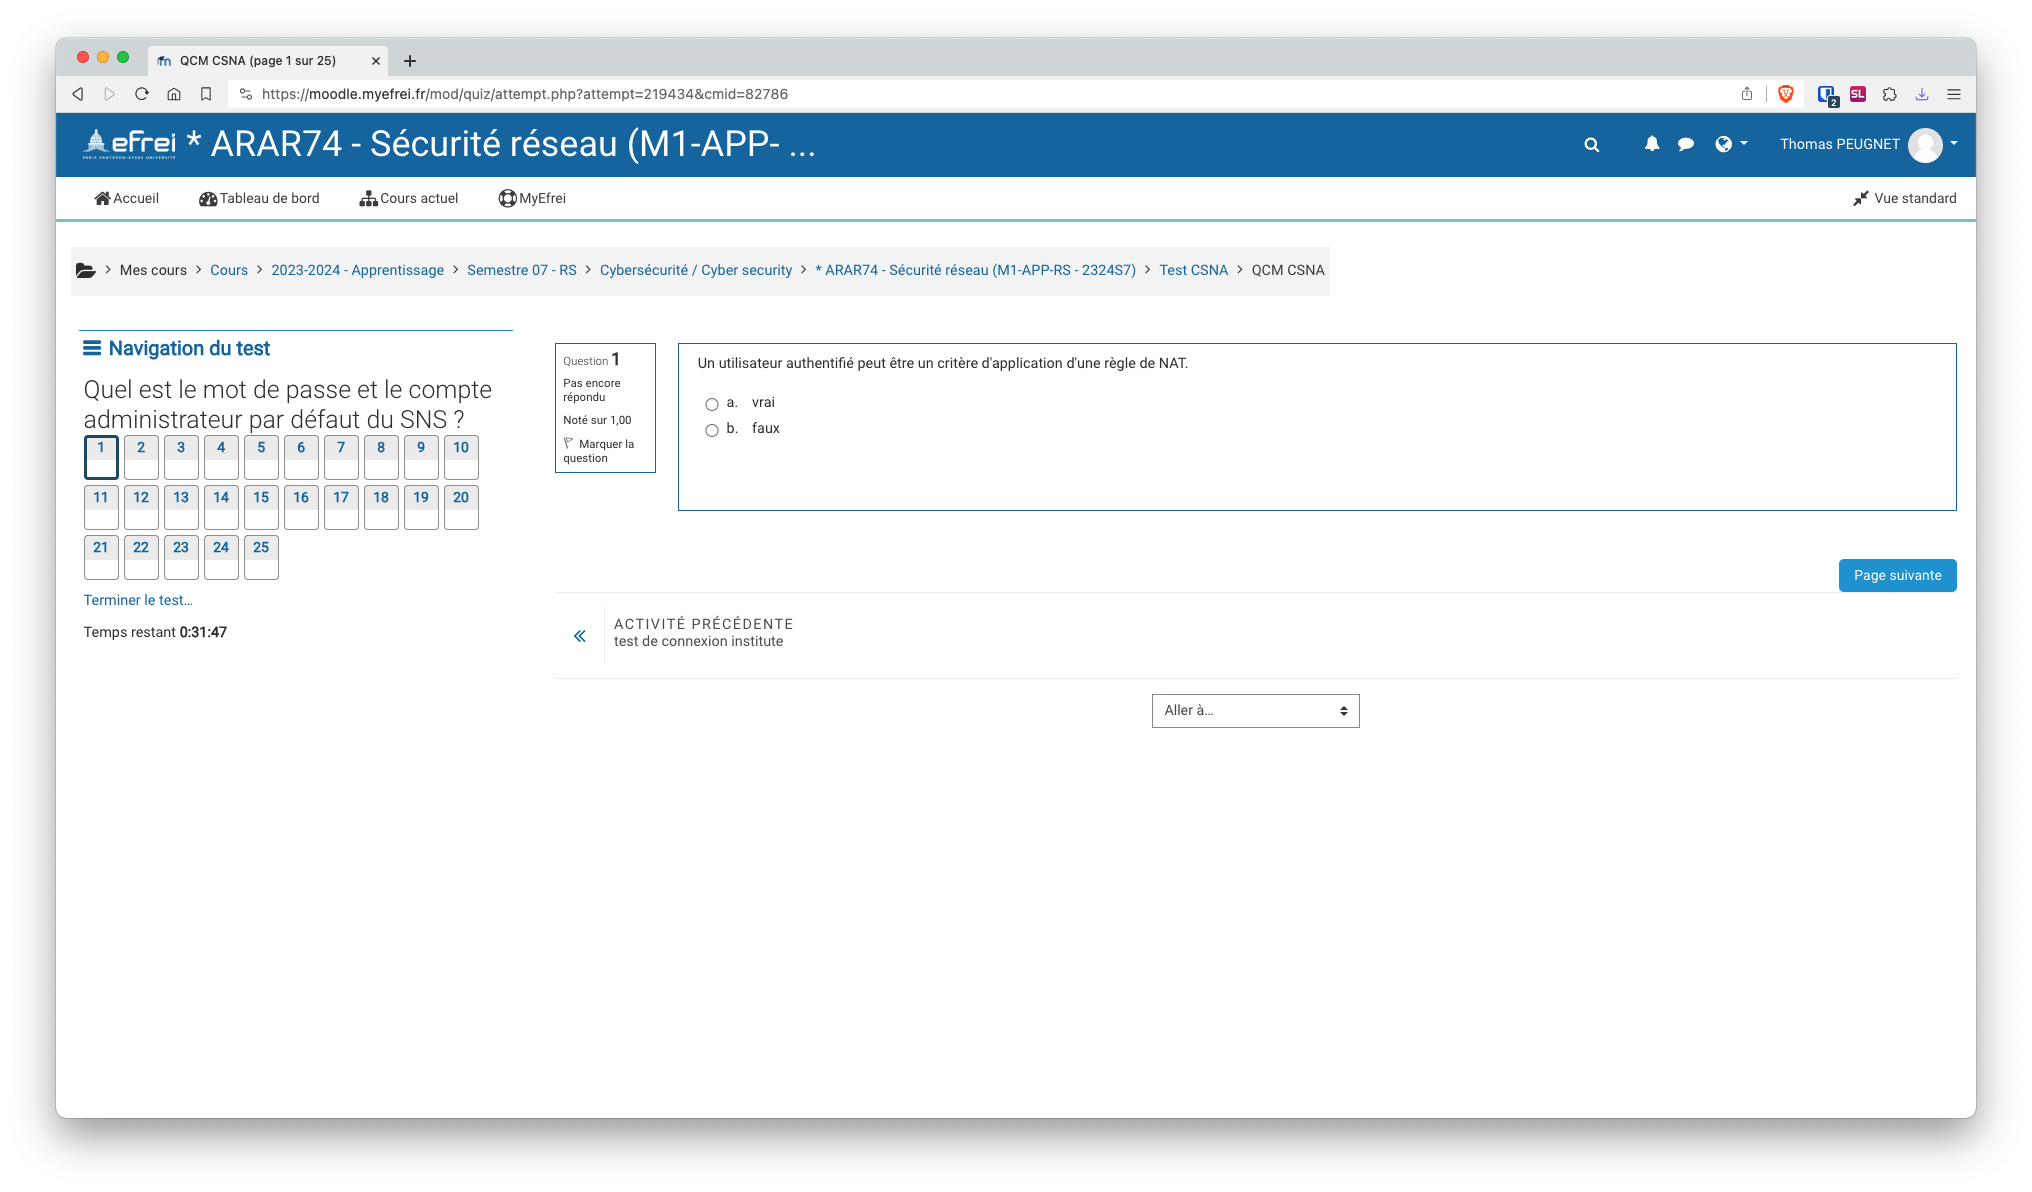 QCM CSNA (page 1 sur 25)
https://moodle.myefrei.fr/mod/quiz/attempt.php?attempt=219434&cmid=82786
2
SL
efrei
PARIS PANTHÉON-ASSAS UNIVERSITÉ
* ARAR74 - Sécurité réseau (M1-APP- ...
Thomas PEUGNET
Accueil
Tableau de bord
Cours actuel
MyEfrei
Vue standard
Mes cours > Cours > 2023-2024 - Apprentissage > Semestre 07 - RS > Cybersécurité / Cyber security > * ARAR74 - Sécurité réseau (M1-APP-RS - 2324S7) > Test CSNA > QCM CSNA
Navigation du test
Quel est le mot de passe et le compte
administrateur par défaut du SNS ?
1 2 3 4 5 6 7 8 9 10
11 12 13 14 15 16 17 18 19 20
21 22 23 24 25
Terminer le test…
Temps restant 0:31:47
Question 1
Pas encore
répondu
Noté sur 1,00
Marquer la
question
Un utilisateur authentifié peut être un critère d'application d'une règle de NAT.
a. vrai
b. faux
Page suivante
ACTIVITÉ PRÉCÉDENTE
test de connexion institute
Aller à…